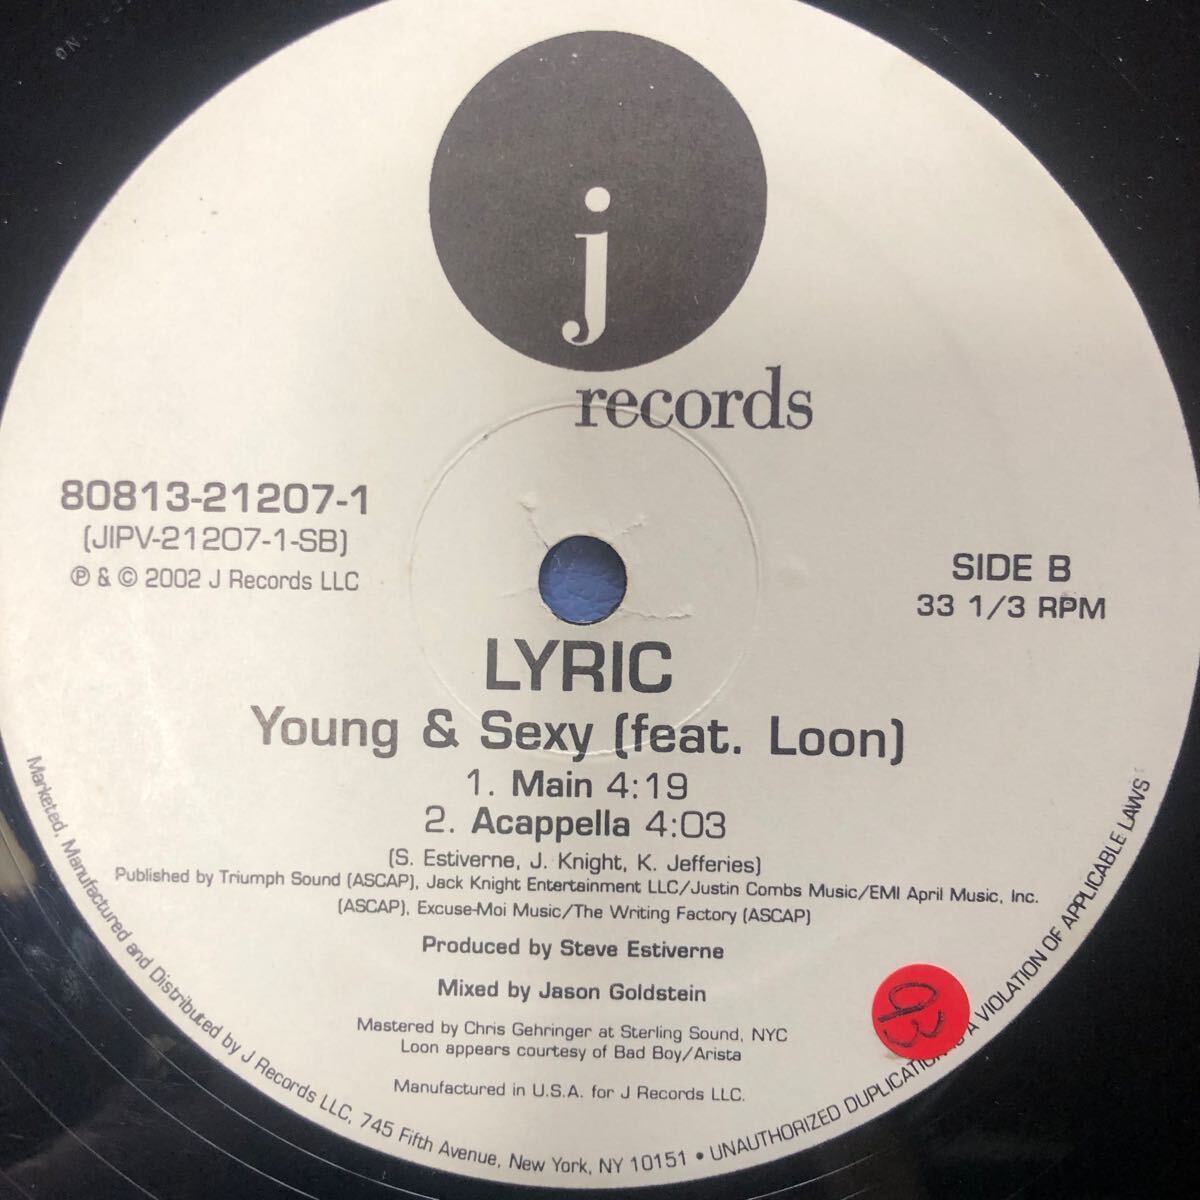 j
records
80813-21207-1
(JIPV-21207-1-SB)
℗ & © 2002 J Records LLC
SIDE B
33 1/3 RPM
LYRIC
Young & Sexy (feat. Loon)
1. Main 4:19
2. Acappella 4:03
(S. Estiverne, J. Knight, K. Jefferies)
Published by Triumph Sound (ASCAP), Jack Knight Entertainment LLC/Justin Combs Music/EMI April Music, Inc.
(ASCAP), Excuse-Moi Music/The Writing Factory (ASCAP)
Produced by Steve Estiverne
Mixed by Jason Goldstein
Mastered by Chris Gehringer at Sterling Sound, NYC
Loon appears courtesy of Bad Boy/Arista
Manufactured in U.S.A. for J Records LLC.
Marketed, Manufactured and Distributed by J Records LLC, 745 Fifth Avenue, New York, NY 10151 • UNAUTHORIZED DUPLICATION A VIOLATION OF APPLICABLE LAWS